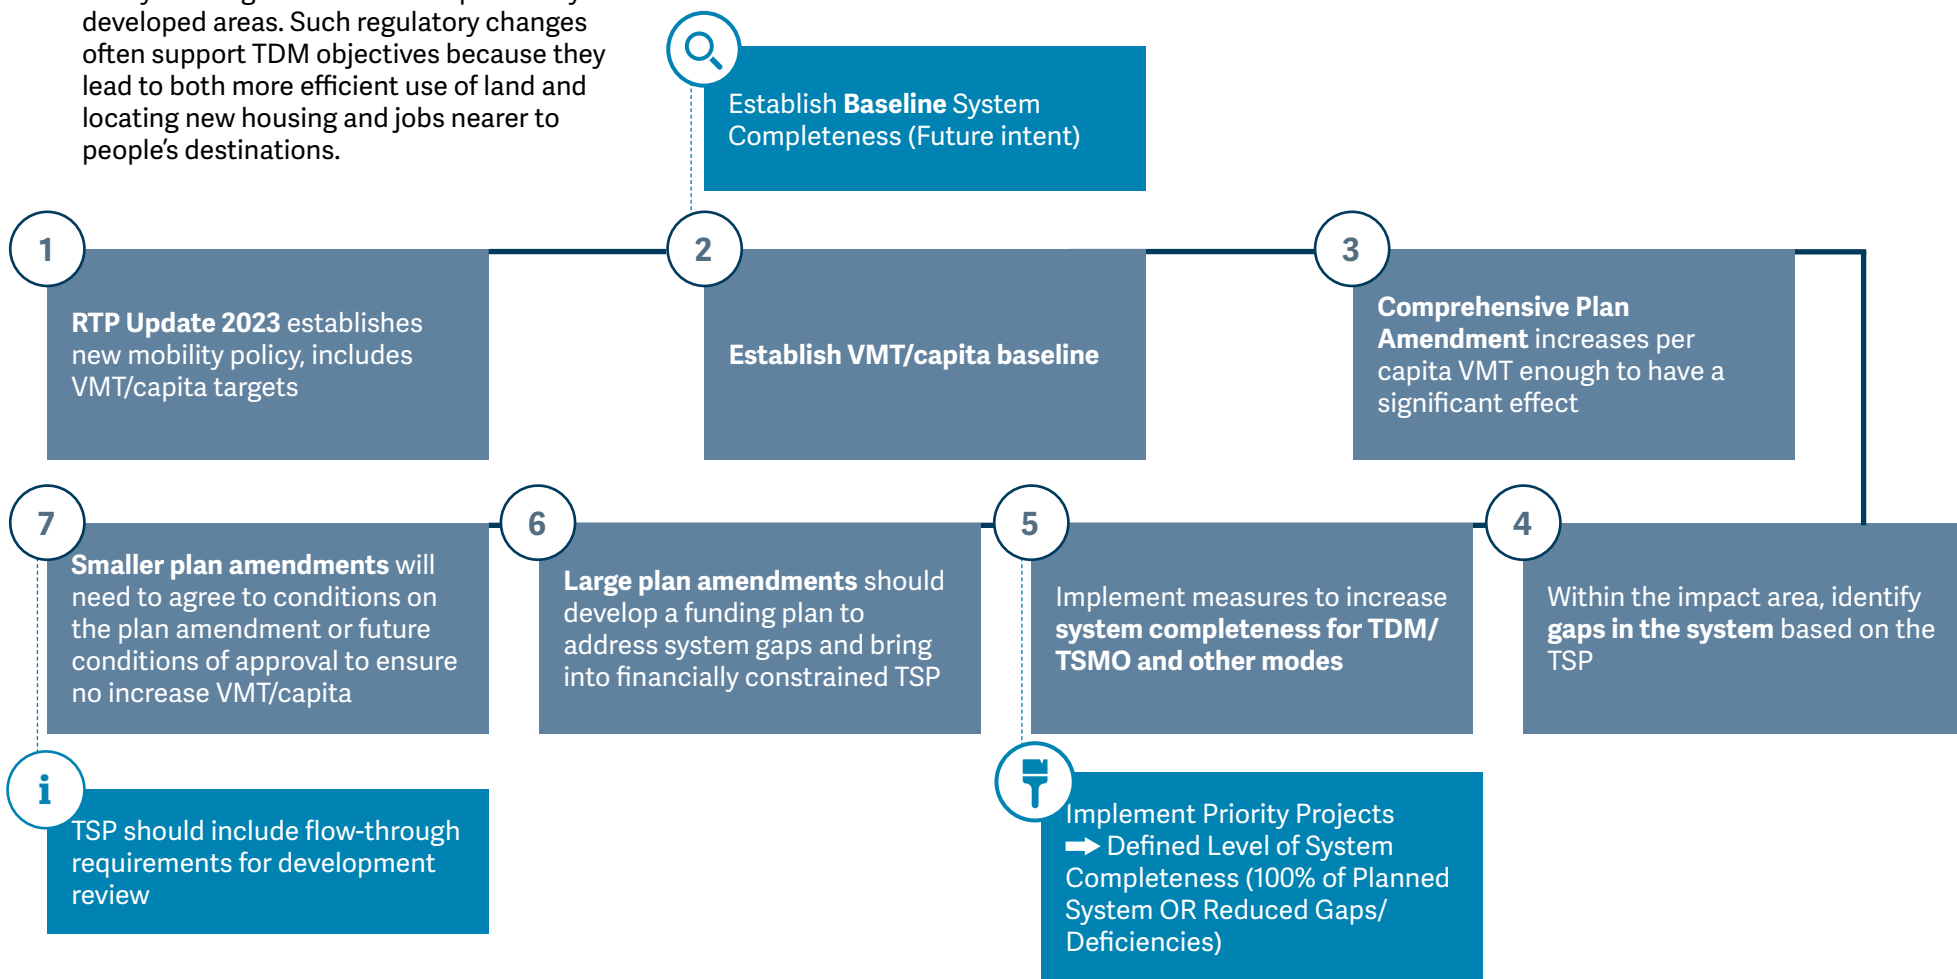 developed areas. Such regulatory changes
often support TDM objectives because they
lead to both more efficient use of land and
locating new housing and jobs nearer to
people's destinations.
Establish Baseline System
Completeness (Future intent)
1
RTP Update 2023 establishes
new mobility policy, includes
VMT/capita targets
2
Establish VMT/capita baseline
3
Comprehensive Plan
Amendment increases per
capita VMT enough to have a
significant effect
4
Within the impact area, identify
gaps in the system based on the
TSP
5
Implement measures to increase
system completeness for TDM/
TSMO and other modes
Implement Priority Projects
➡ Defined Level of System
Completeness (100% of Planned
System OR Reduced Gaps/
Deficiencies)
6
Large plan amendments should
develop a funding plan to
address system gaps and bring
into financially constrained TSP
7
Smaller plan amendments will
need to agree to conditions on
the plan amendment or future
conditions of approval to ensure
no increase VMT/capita
i
TSP should include flow-through
requirements for development
review